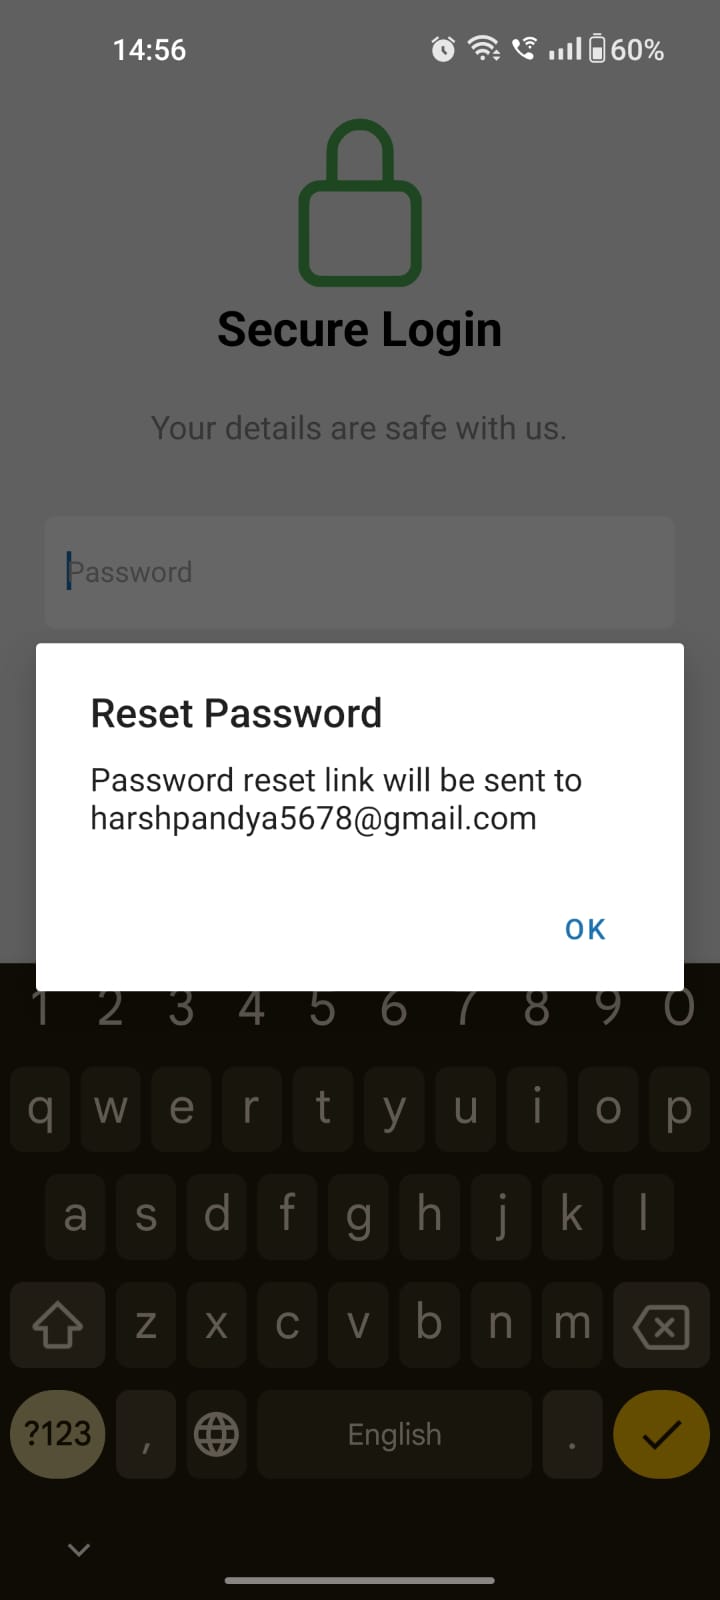 14:56
60%
Secure Login
Your details are safe with us.
Password
Reset Password
Password reset link will be sent to
harshpandya5678@gmail.com
OK
1 2 3 4 5 6 7 8 9 0
q w e r t y u i o p
a s d f g h j k l
z x c v b n m
?123 , English .